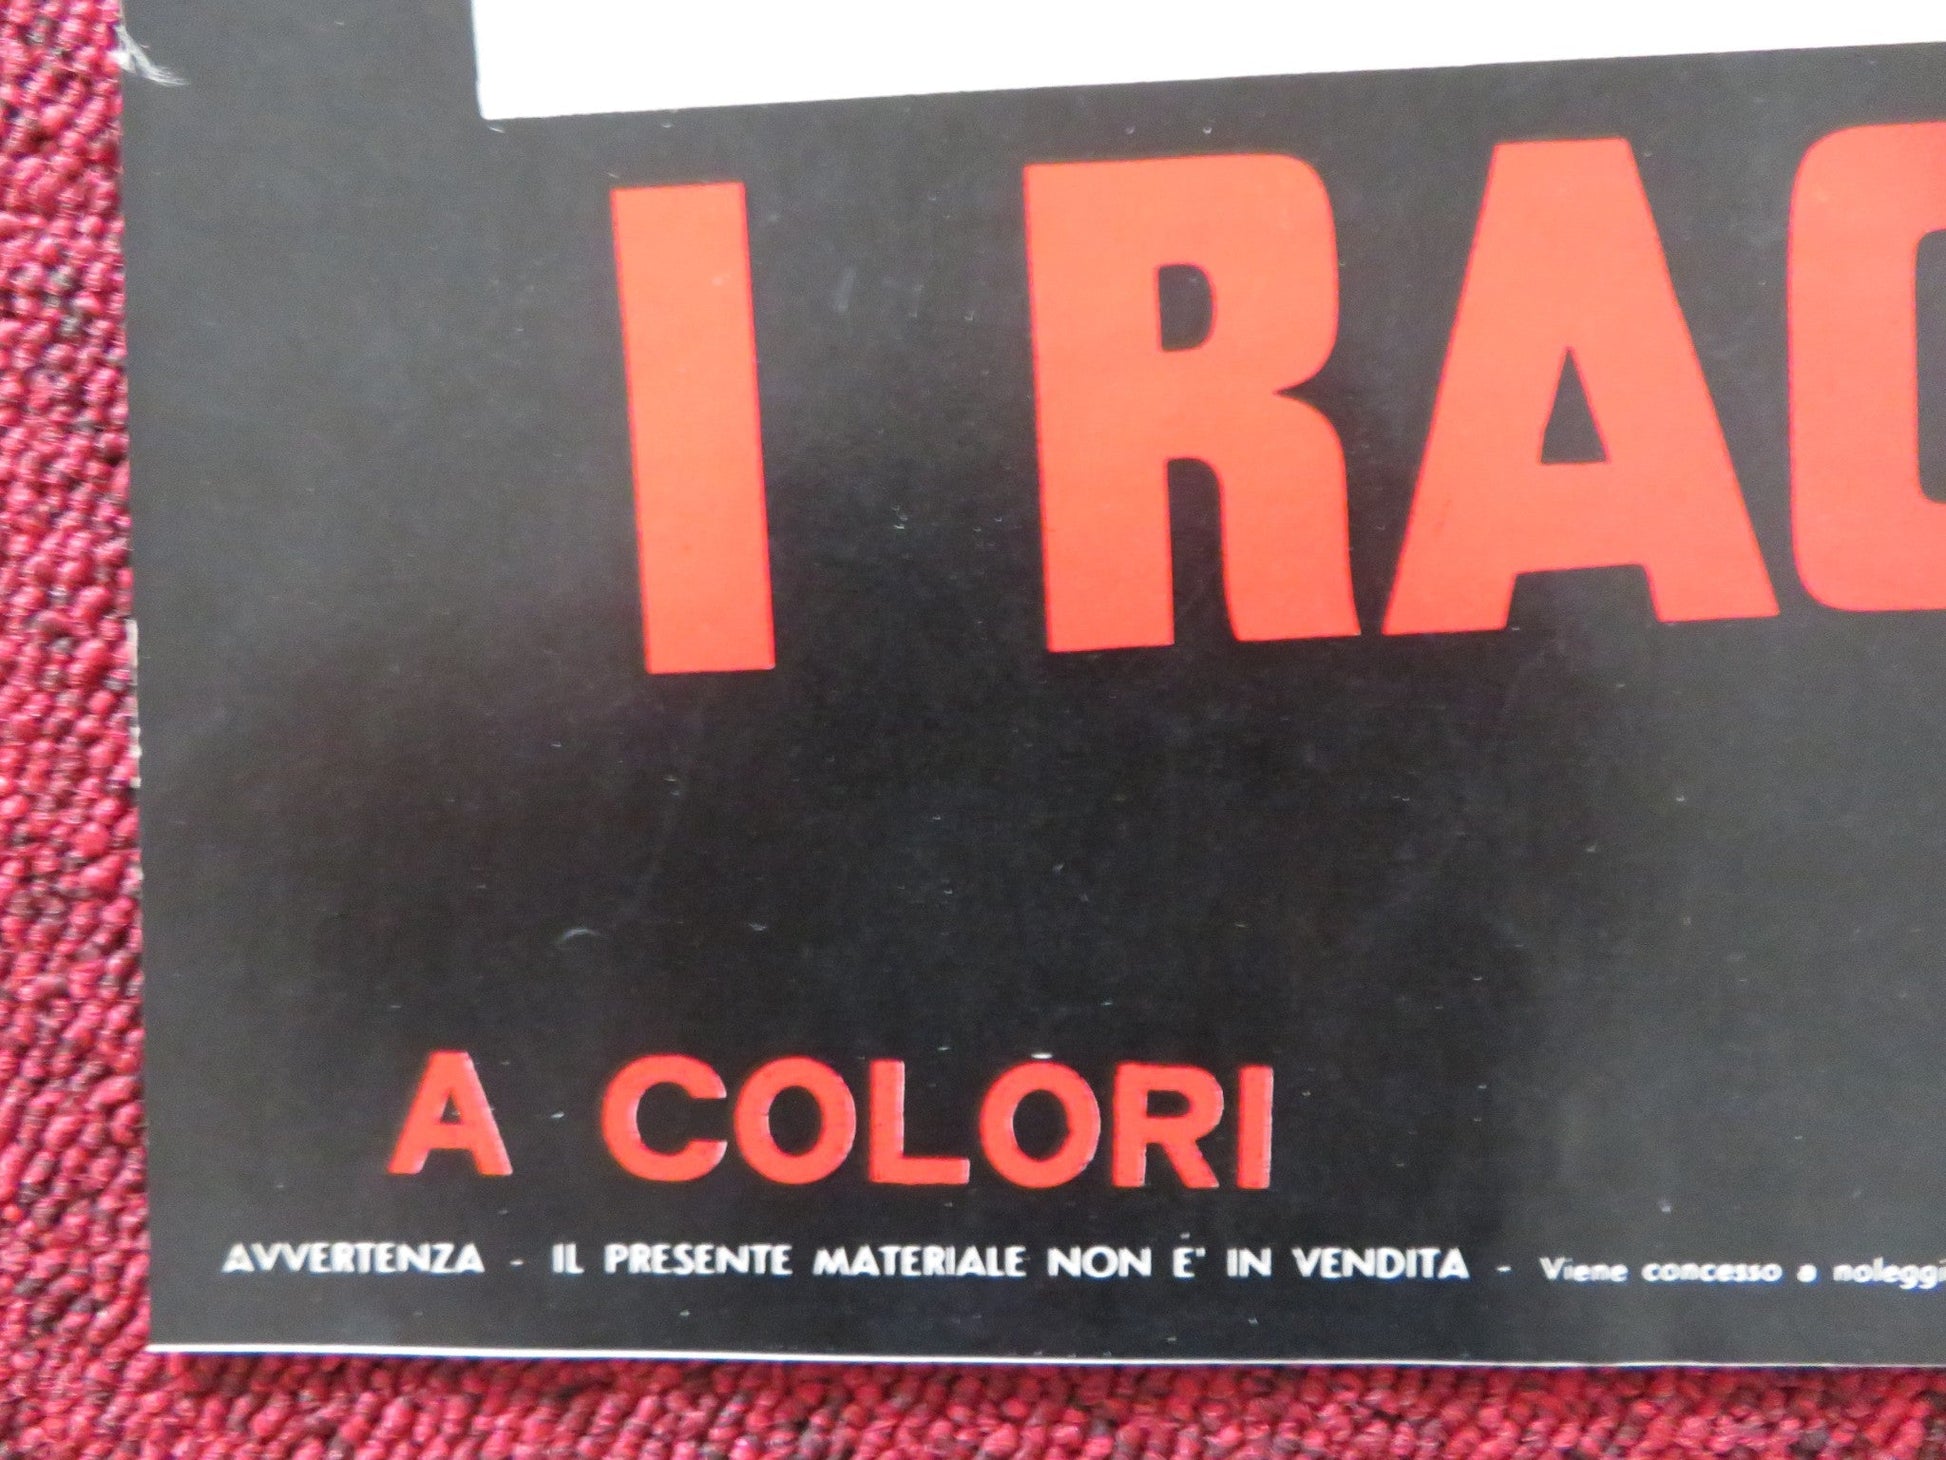 I RAG
A COLORI
AVVERTENZA - IL PRESENTE MATERIALE NON E' IN VENDITA - Viene concesso a noleggi